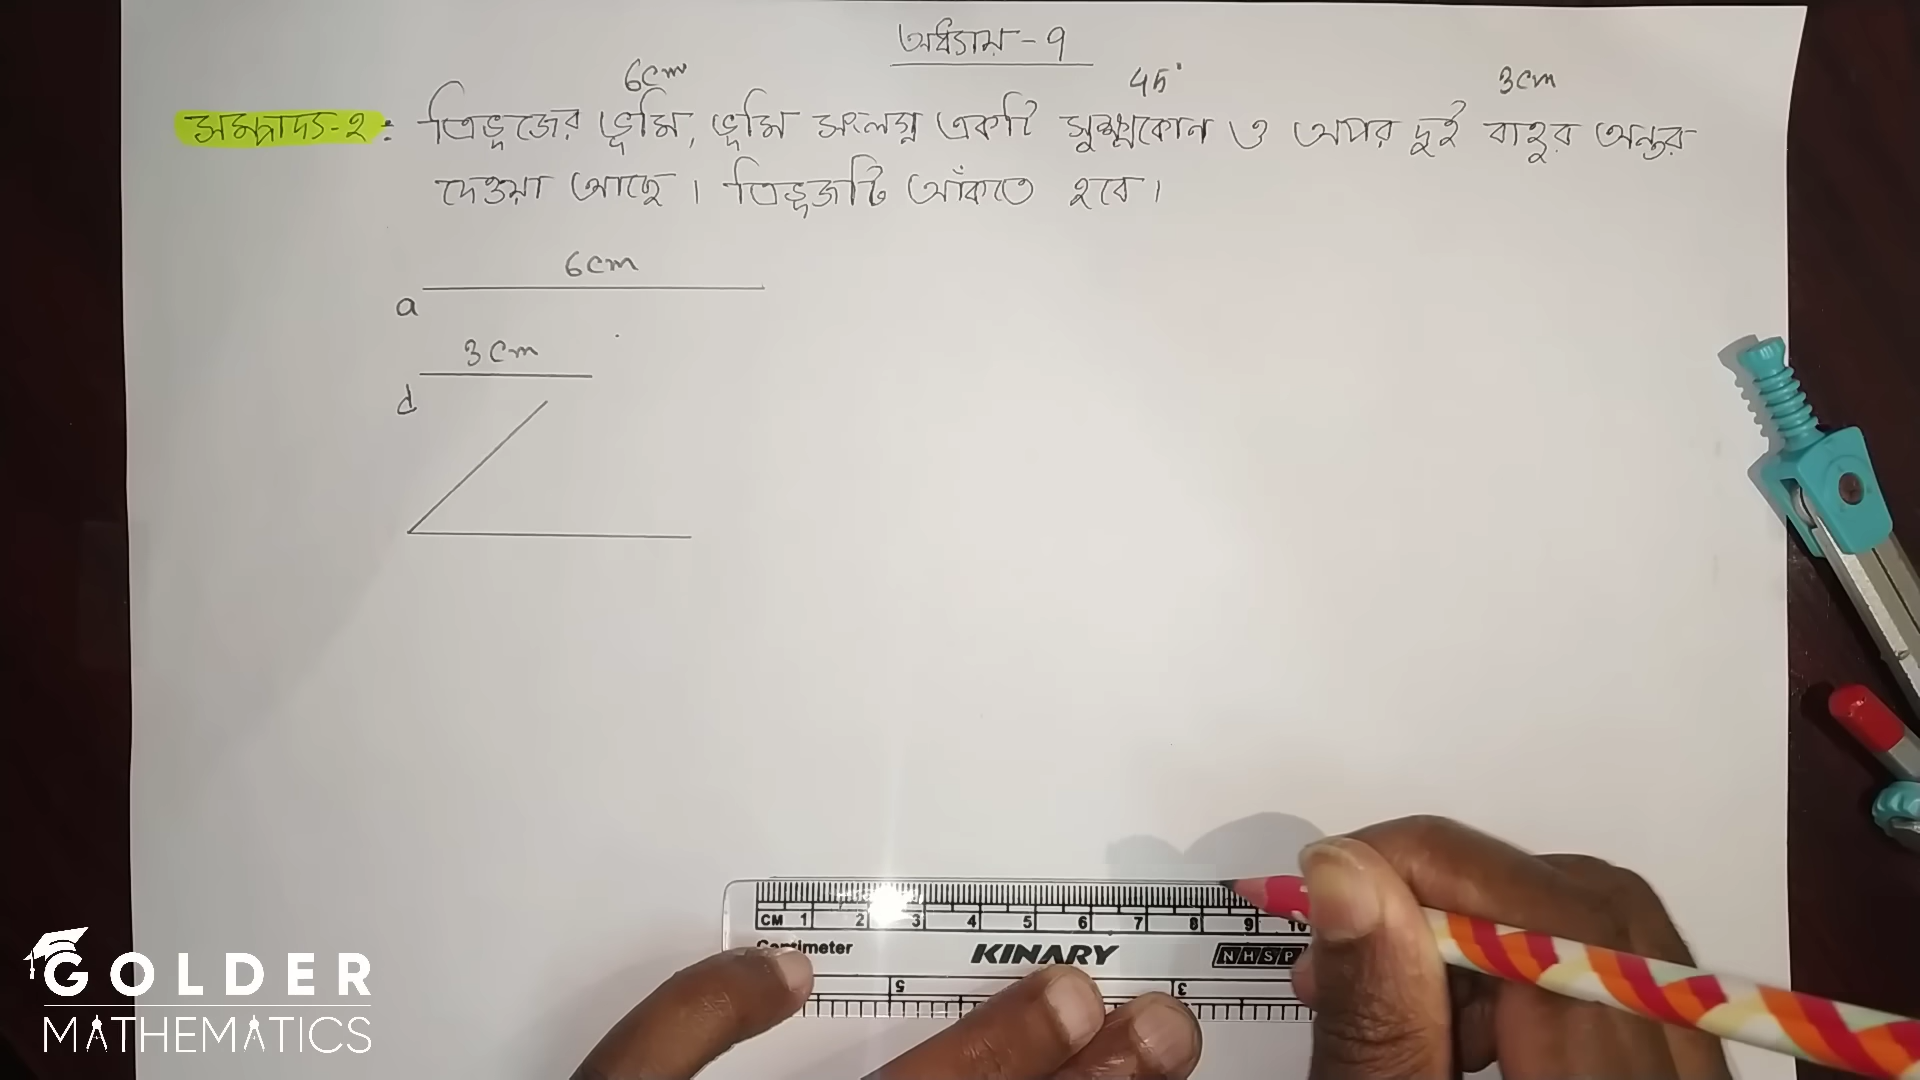 অধ্যায় - ৭
6cm 45° 3cm
সম্পাদ্য-২: ত্রিভুজের ভূমি, ভূমি সংলগ্ন একটি সূক্ষ্মকোন ও অপর দুই বাহুর অন্তর
দেওয়া আছে। ত্রিভুজটি আঁকতে হবে।
6cm
a
3cm
d
CM 1 2 3 4 5 6 7 8 9 10
Centimeter KINARY NHSP
5 3
GOLDER
MATHEMATICS